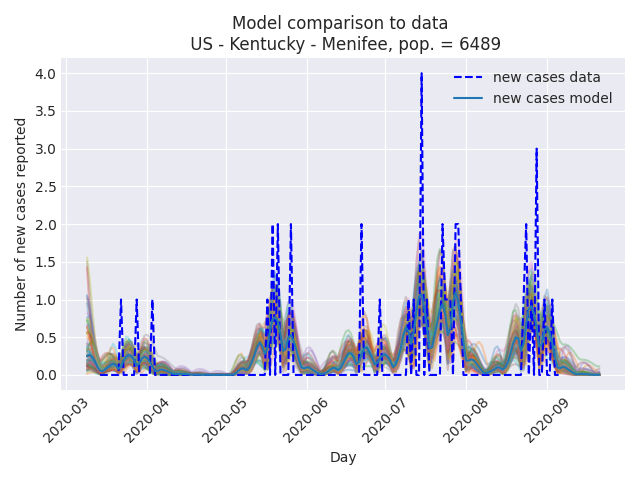 Model comparison to data
US - Kentucky - Menifee, pop. = 6489
new cases data
new cases model
Number of new cases reported
4.0
3.5
3.0
2.5
2.0
1.5
1.0
0.5
0.0
2020-03
2020-04
2020-05
2020-06
2020-07
2020-08
2020-09
Day